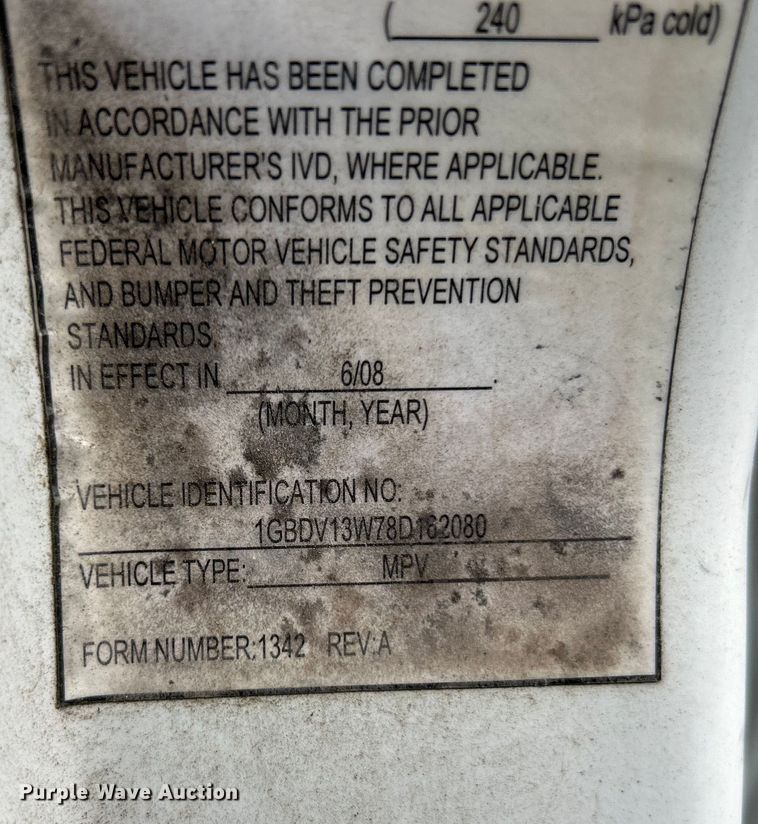 ( 240 kPa cold)
THIS VEHICLE HAS BEEN COMPLETED
IN ACCORDANCE WITH THE PRIOR
MANUFACTURER'S IVD, WHERE APPLICABLE.
THIS VEHICLE CONFORMS TO ALL APPLICABLE
FEDERAL MOTOR VEHICLE SAFETY STANDARDS,
AND BUMPER AND THEFT PREVENTION
STANDARDS,
IN EFFECT IN 6/08.
(MONTH, YEAR)
VEHICLE IDENTIFICATION NO:
1GBDV13W78D162080
VEHICLE TYPE: MPV
FORM NUMBER:1342 REV:A
Purple Wave Auction